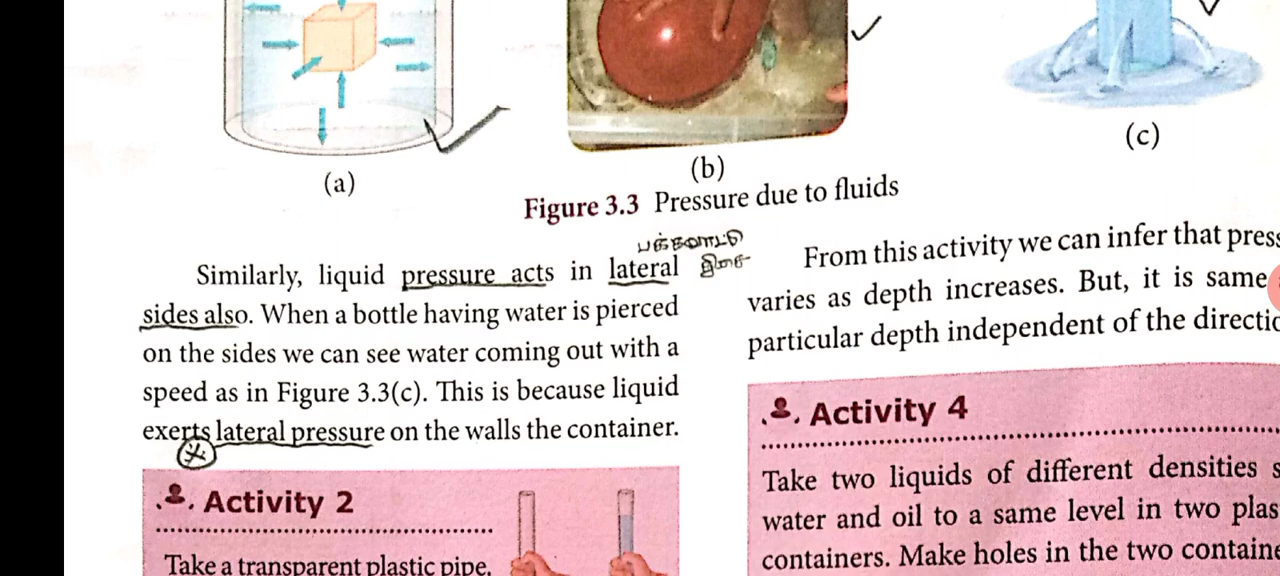 (a)
(b)
(c)
Figure 3.3 Pressure due to fluids
Similarly, liquid pressure acts in lateral
பக்கவாட்டு
திசை
sides also. When a bottle having water is pierced
on the sides we can see water coming out with a
speed as in Figure 3.3(c). This is because liquid
exerts lateral pressure on the walls the container.
Activity 2
Take a transparent plastic pipe.
From this activity we can infer that
varies as depth increases. But, it is same
particular depth independent of the
Activity 4
Take two liquids of different densities
water and oil to a same level in two
containers. Make holes in the two